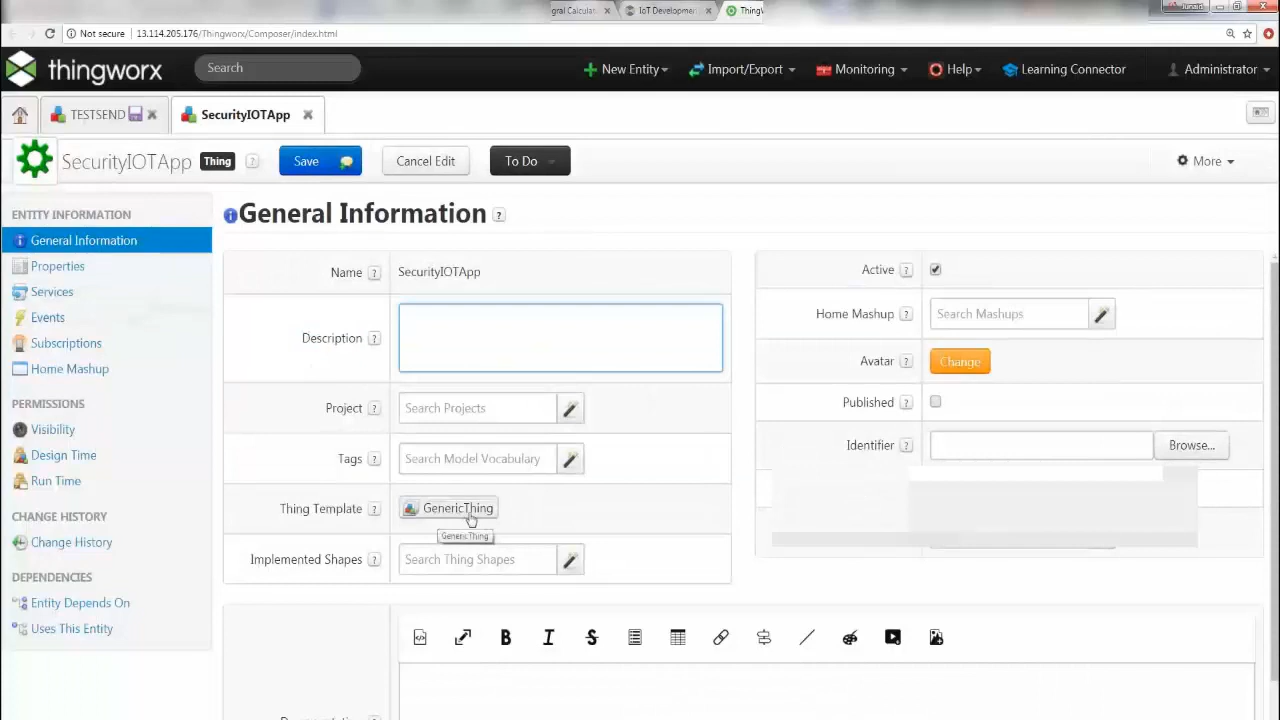 gral Calculat
IoT Developmen
ThingW
Junaid
Not secure 13.114.205.176/Thingworx/Composer/index.html
thingworx
Search
New Entity
Import/Export
Monitoring
Help
Learning Connector
Administrator
TESTSEND
SecurityIOTApp
SecurityIOTApp Thing ?
Save
Cancel Edit
To Do
More
ENTITY INFORMATION
General Information
Properties
Services
Events
Subscriptions
Home Mashup
PERMISSIONS
Visibility
Design Time
Run Time
CHANGE HISTORY
Change History
DEPENDENCIES
Entity Depends On
Uses This Entity
General Information ?
Name ? SecurityIOTApp
Description ?
Project ? Search Projects
Tags ? Search Model Vocabulary
Thing Template ? GenericThing
GenericThing
Implemented Shapes ? Search Thing Shapes
Active ?
Home Mashup ? Search Mashups
Avatar ? Change
Published ?
Identifier ? Browse...
B I S